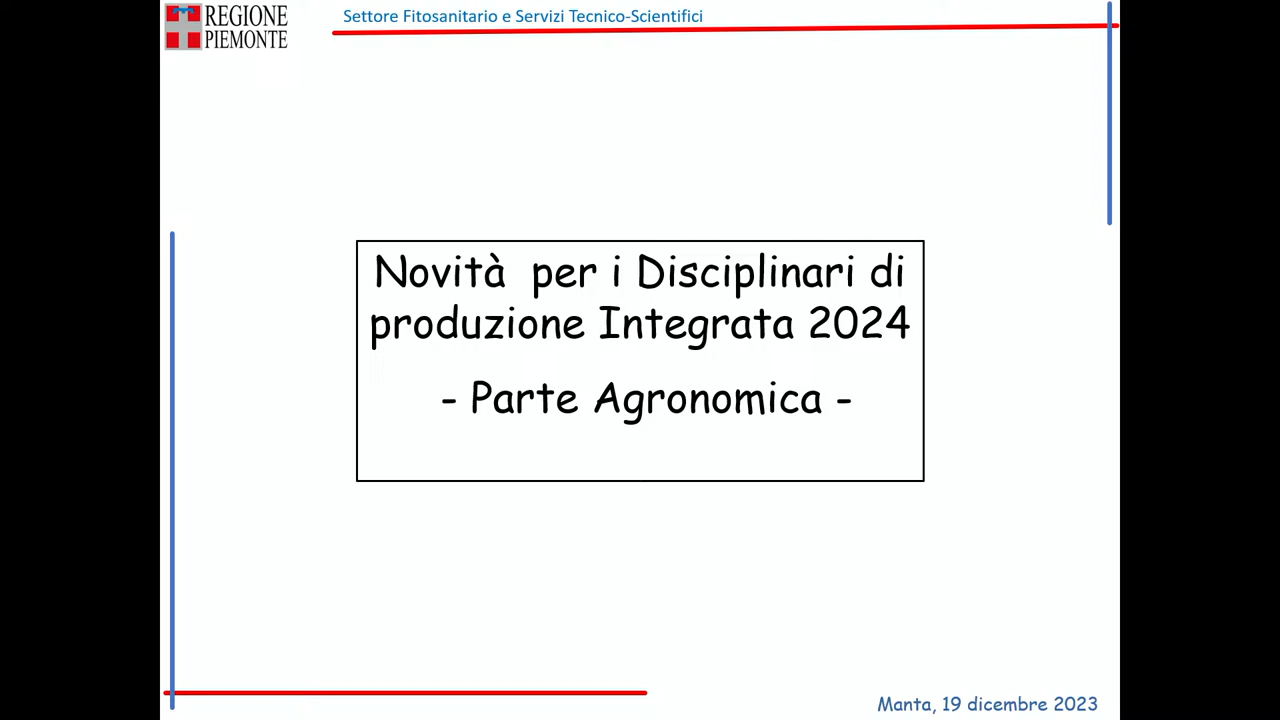 REGIONE
PIEMONTE
Settore Fitosanitario e Servizi Tecnico-Scientifici
Novità per i Disciplinari di
produzione Integrata 2024
- Parte Agronomica -
Manta, 19 dicembre 2023